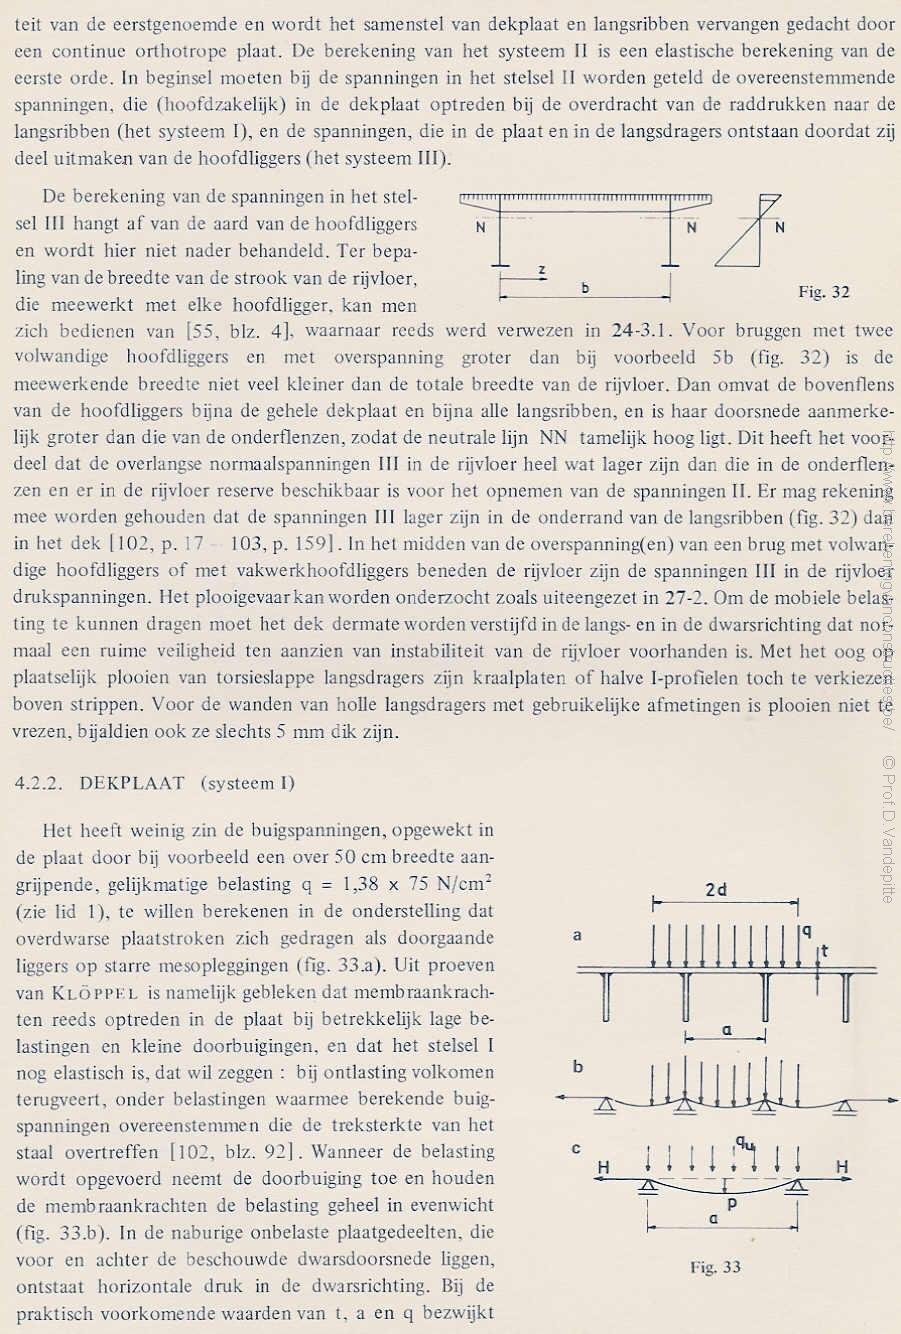 teit van de eerstgenoemde en wordt het samenstel van dekplaat en langsribben vervangen gedacht door
een continue orthotrope plaat. De berekening van het systeem II is een elastische berekening van de
eerste orde. In beginsel moeten bij de spanningen in het stelsel II worden geteld de overeenstemmende
spanningen, die (hoofdzakelijk) in de dekplaat optreden bij de overdracht van de raddrukken naar de
langsribben (het systeem I), en de spanningen, die in de plaat en in de langsdragers ontstaan doordat zij
deel uitmaken van de hoofdliggers (het systeem III).
De berekening van de spanningen in het stel-
sel III hangt af van de aard van de hoofdliggers
en wordt hier niet nader behandeld. Ter bepa-
ling van de breedte van de strook van de rijvloer,
die meewerkt met elke hoofdligger, kan men
N N N
z
b
Fig. 32
zich bedienen van [55, blz. 4], waarnaar reeds werd verwezen in 24-3.1. Voor bruggen met twee
volwandige hoofdliggers en met overspanning groter dan bij voorbeeld 5b (fig. 32) is de
meewerkende breedte niet veel kleiner dan de totale breedte van de rijvloer. Dan omvat de bovenflens
van de hoofdliggers bijna de gehele dekplaat en bijna alle langsribben, en is haar doorsnede aanmerke-
lijk groter dan die van de onderflenzen, zodat de neutrale lijn NN tamelijk hoog ligt. Dit heeft het voor-
deel dat de overlangse normaalspanningen III in de rijvloer heel wat lager zijn dan die in de onderflen-
zen en er in de rijvloer reserve beschikbaar is voor het opnemen van de spanningen II. Er mag rekening
mee worden gehouden dat de spanningen III lager zijn in de onderrand van de langsribben (fig. 32) dan
in het dek [102, p. 17 – 103, p. 159]. In het midden van de overspanning(en) van een brug met volwan-
dige hoofdliggers of met vakwerkhoofdliggers beneden de rijvloer zijn de spanningen III in de rijvloer
drukspanningen. Het plooigevaar kan worden onderzocht zoals uiteengezet in 27-2. Om de mobiele belas-
ting te kunnen dragen moet het dek dermate worden verstijfd in de langs- en in de dwarsrichting dat nor-
maal een ruime veiligheid ten aanzien van instabiliteit van de rijvloer voorhanden is. Met het oog op
plaatselijk plooien van torsieslappe langsdragers zijn kraalplaten of halve I-profielen toch te verkiezen
boven strippen. Voor de wanden van holle langsdragers met gebruikelijke afmetingen is plooien niet te
vrezen, bijaldien ook ze slechts 5 mm dik zijn.
4.2.2. DEKPLAAT (systeem I)
Het heeft weinig zin de buigspanningen, opgewekt in
de plaat door bij voorbeeld een over 50 cm breedte aan-
grijpende, gelijkmatige belasting q = 1,38 x 75 N/cm²
(zie lid 1), te willen berekenen in de onderstelling dat
overdwarse plaatstroken zich gedragen als doorgaande
liggers op starre mesopleggingen (fig. 33.a). Uit proeven
van KLÖPPEL is namelijk gebleken dat membraankrach-
ten reeds optreden in de plaat bij betrekkelijk lage be-
lastingen en kleine doorbuigingen, en dat het stelsel I
nog elastisch is, dat wil zeggen : bij ontlasting volkomen
terugveert, onder belastingen waarmee berekende buig-
spanningen overeenstemmen die de treksterkte van het
staal overtreffen [102, blz. 92]. Wanneer de belasting
wordt opgevoerd neemt de doorbuiging toe en houden
de membraankrachten de belasting geheel in evenwicht
(fig. 33.b). In de naburige onbelaste plaatgedeelten, die
voor en achter de beschouwde dwarsdoorsnede liggen,
ontstaat horizontale druk in de dwarsrichting. Bij de
praktisch voorkomende waarden van t, a en q bezwijkt
2d
a q
t
a
b
c qu
H H
p
a
Fig. 33
http://www.berekeningvanconstructies.be/ © Prof D. Vandepitte